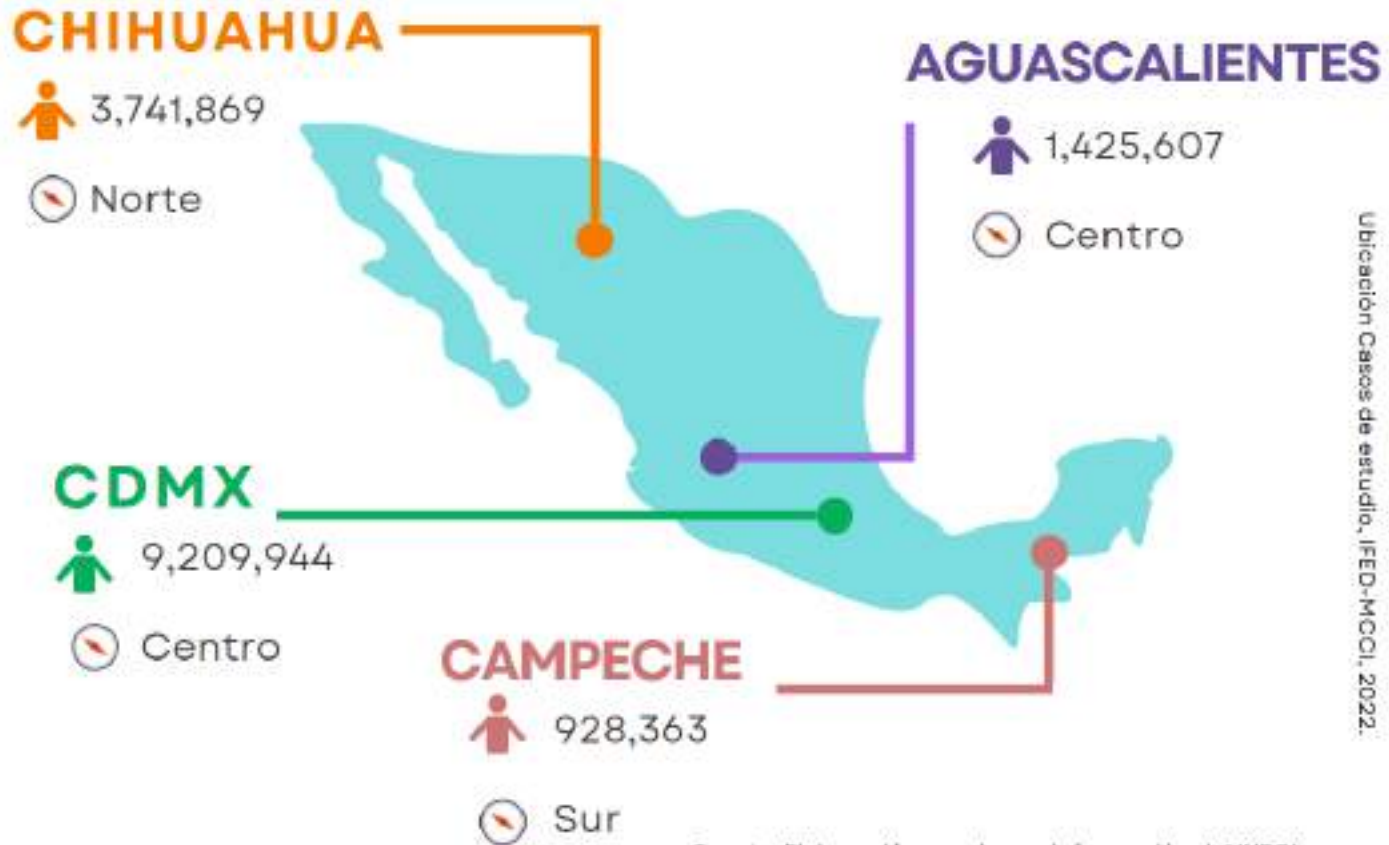 CHIHUAHUA
3,741,869
Norte
AGUASCALIENTES
1,425,607
Centro
CDMX
9,209,944
Centro
CAMPECHE
928,363
Sur
Ubicación Casos de estudio, IFED-MCCI, 2022.